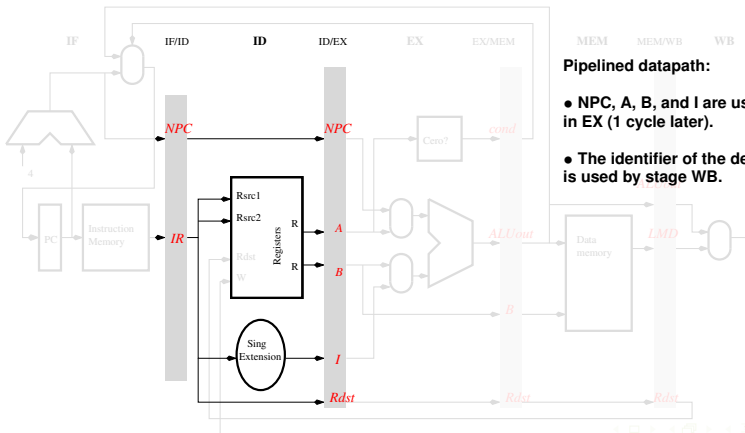 IF
IF/ID
ID
ID/EX
EX
EX/MEM
MEM
MEM/WB
WB
Pipelined datapath:
● NPC, A, B, and I are us
in EX (1 cycle later).
● The identifier of the de
is used by stage WB.
NPC
NPC
Cero?
cond
4
PC
Instruction
Memory
IR
Rsrc1
Rsrc2
Rdst
W
Registers
R
R
A
B
ALUout
Data
memory
LMD
B
Sing
Extension
I
Rdst
Rdst
Rdst